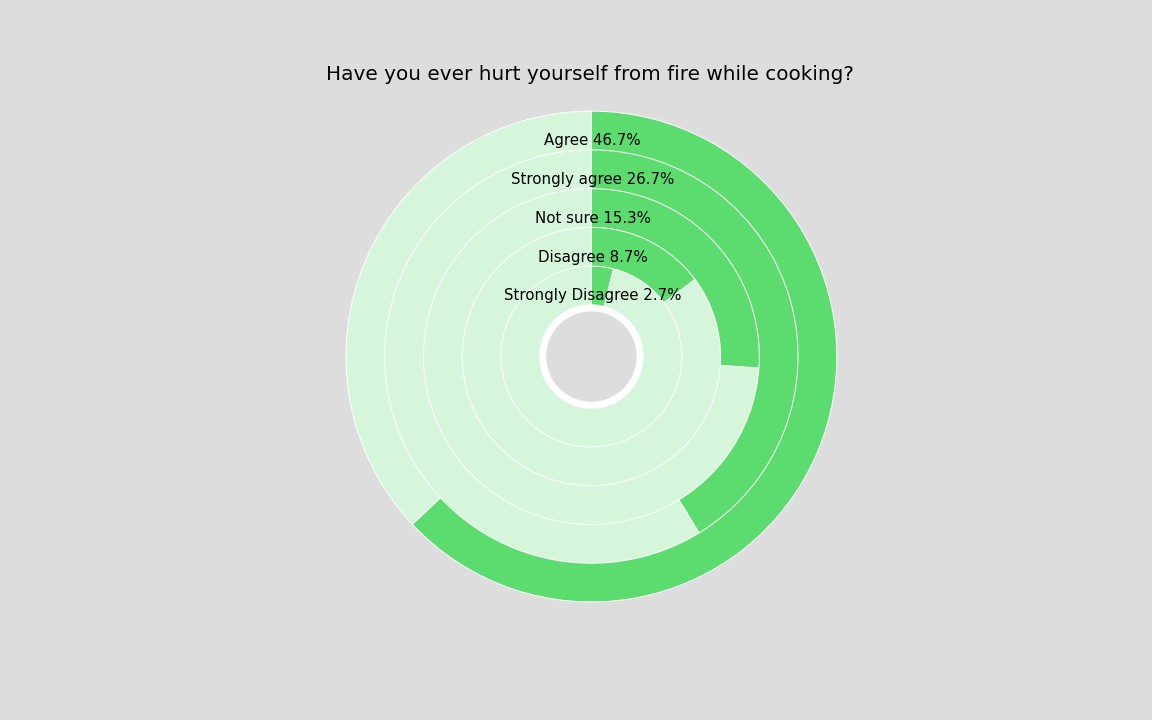 Have you ever hurt yourself from fire while cooking?
Agree 46.7%
Strongly agree 26.7%
Not sure 15.3%
Disagree 8.7%
Strongly Disagree 2.7%